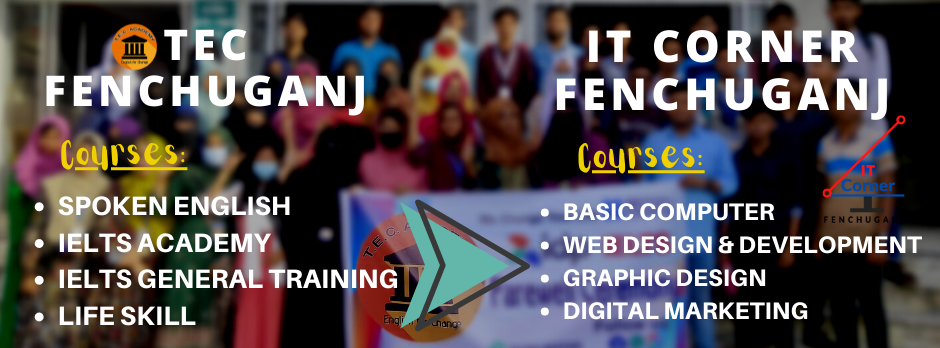 TEC
FENCHUGANJ
Courses:
SPOKEN ENGLISH
IELTS ACADEMY
IELTS GENERAL TRAINING
LIFE SKILL
IT CORNER
FENCHUGANJ
Courses:
BASIC COMPUTER
WEB DESIGN & DEVELOPMENT
GRAPHIC DESIGN
DIGITAL MARKETING
IT
Corner
T.E.C.
English